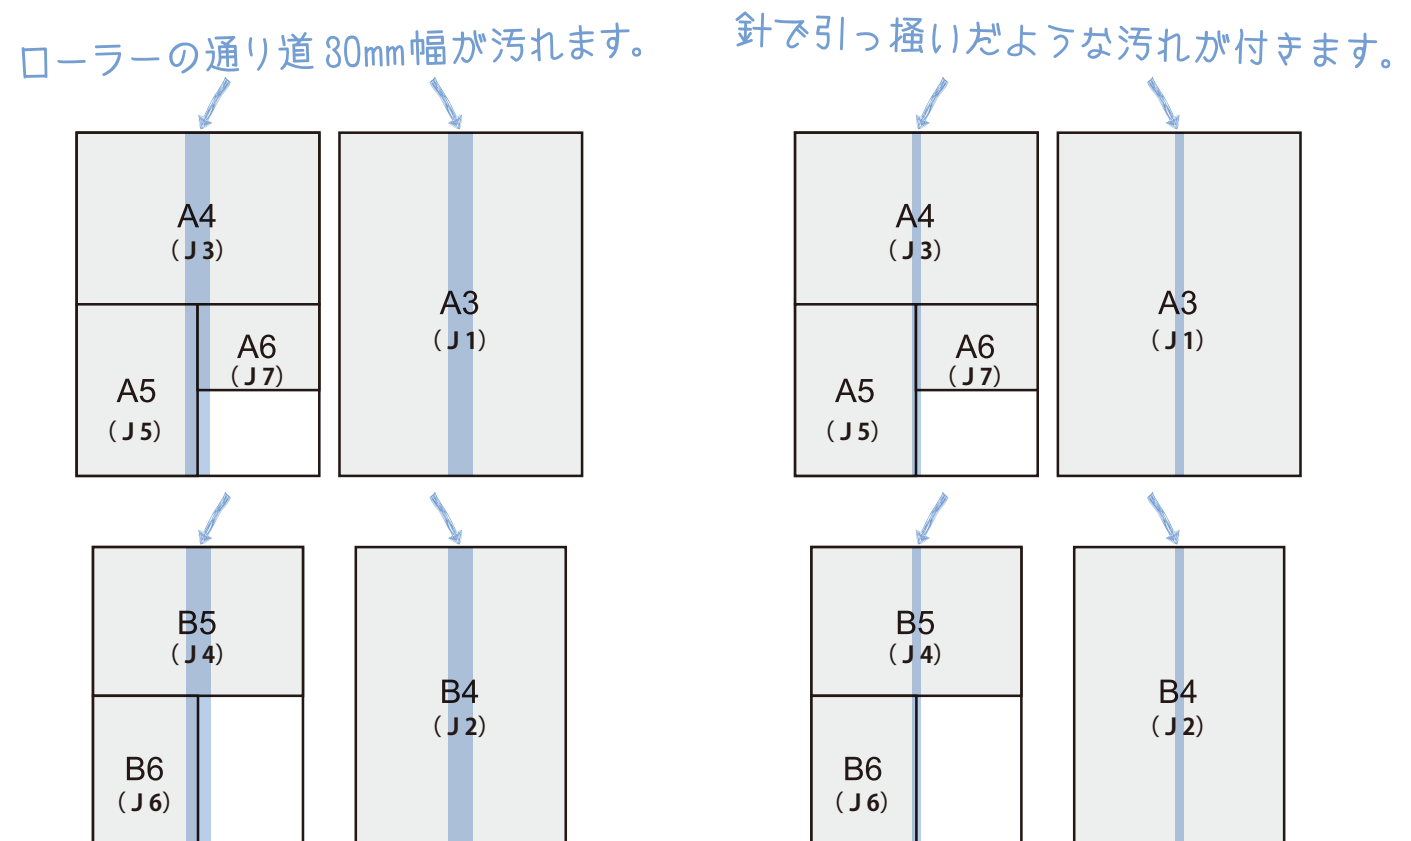 ローラーの通り道30mm幅が汚れます。
針で引っ掻いだような汚れが付きます。
A4
（J3）
A3
（J1）
A6
（J7）
A5
（J5）
A4
（J3）
A3
（J1）
A6
（J7）
A5
（J5）
B5
（J4）
B4
（J2）
B6
（J6）
B5
（J4）
B4
（J2）
B6
（J6）